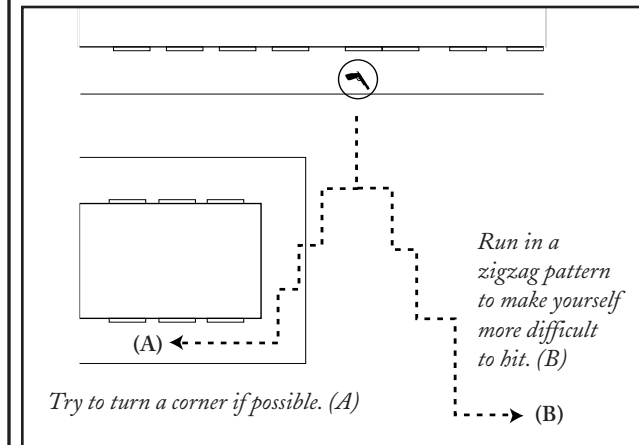 Run in a
zigzag pattern
to make yourself
more difficult
to hit. (B)
(A)
Try to turn a corner if possible. (A)
(B)